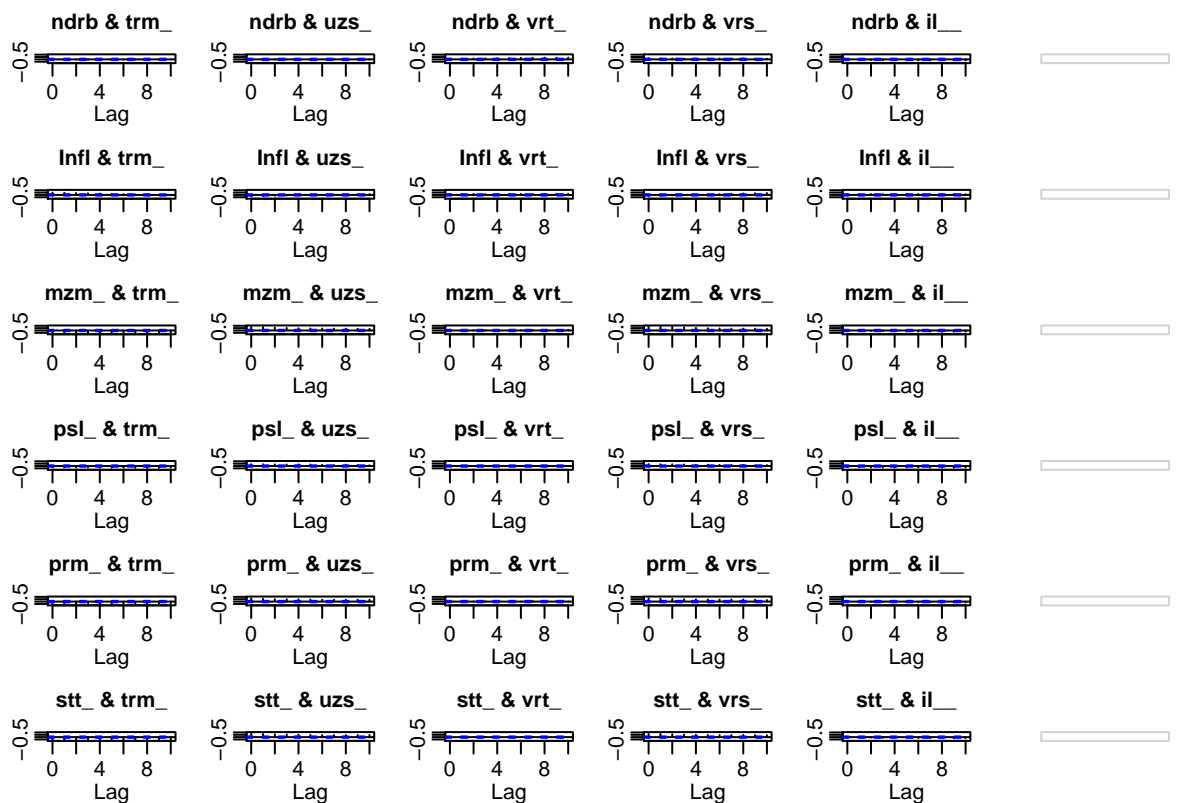 ndrb & trm_ ndrb & uzs_ ndrb & vrt_ ndrb & vrs_ ndrb & il__
−0.5 −0.5 −0.5 −0.5 −0.5
0 4 8 0 4 8 0 4 8 0 4 8 0 4 8
Lag Lag Lag Lag Lag
Infl & trm_ Infl & uzs_ Infl & vrt_ Infl & vrs_ Infl & il__
−0.5 −0.5 −0.5 −0.5 −0.5
0 4 8 0 4 8 0 4 8 0 4 8 0 4 8
Lag Lag Lag Lag Lag
mzm_ & trm_ mzm_ & uzs_ mzm_ & vrt_ mzm_ & vrs_ mzm_ & il__
−0.5 −0.5 −0.5 −0.5 −0.5
0 4 8 0 4 8 0 4 8 0 4 8 0 4 8
Lag Lag Lag Lag Lag
psl_ & trm_ psl_ & uzs_ psl_ & vrt_ psl_ & vrs_ psl_ & il__
−0.5 −0.5 −0.5 −0.5 −0.5
0 4 8 0 4 8 0 4 8 0 4 8 0 4 8
Lag Lag Lag Lag Lag
prm_ & trm_ prm_ & uzs_ prm_ & vrt_ prm_ & vrs_ prm_ & il__
−0.5 −0.5 −0.5 −0.5 −0.5
0 4 8 0 4 8 0 4 8 0 4 8 0 4 8
Lag Lag Lag Lag Lag
stt_ & trm_ stt_ & uzs_ stt_ & vrt_ stt_ & vrs_ stt_ & il__
−0.5 −0.5 −0.5 −0.5 −0.5
0 4 8 0 4 8 0 4 8 0 4 8 0 4 8
Lag Lag Lag Lag Lag